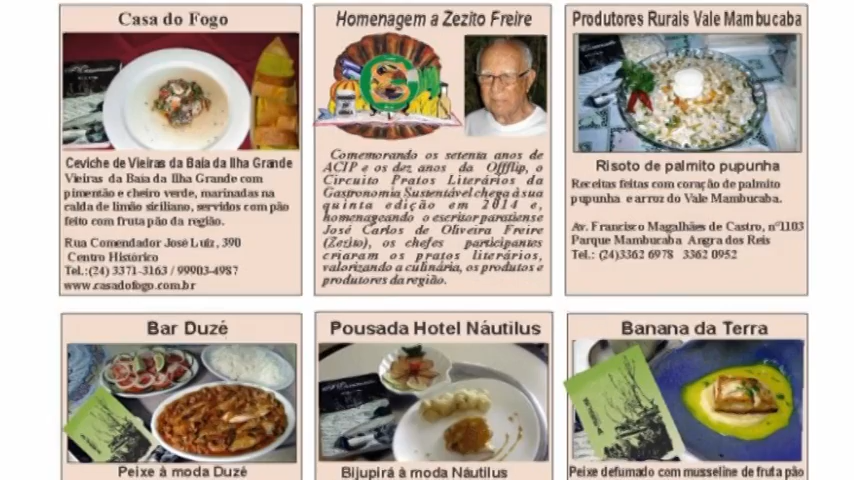 Casa do Fogo
Ceviche de Vieiras da Baía da Ilha Grande
Vieiras da Baía da Ilha Grande com
pimentão e cheiro verde, marinadas na
calda de limão siciliano, servidos com pão
feito com fruta pão da região.
Rua Comendador José Luiz, 390
Centro Histórico
Tel.:(24) 3371-3163 / 99903-4987
www.casadofogo.com.br
Homenagem a Zezito Freire
Comemorando os setenta anos de
ACIP e os dez anos da Offflip, o
Circuito Pratos Literários da
Gastronomia Sustentável chega à sua
quinta edição em 2014 e,
homenageando o escritor paratiense
José Carlos de Oliveira Freire
(Zezito), os chefes participantes
criaram os pratos literários,
valorizando a culinária, os produtos e
produtores da região.
Produtores Rurais Vale Mambucaba
Risoto de palmito pupunha
Receitas feitas com coração de palmito
pupunha e arroz do Vale Mambucaba.
Av. Francisco Magalhães de Castro, nº1103
Parque Mambucaba Angra dos Reis
Tel.: (24)3362 6978 3362 0952
Bar Duzé
Peixe à moda Duzé
Pousada Hotel Náutilus
Bijupirá à moda Náutilus
Banana da Terra
Peixe defumado com musseline de fruta pão